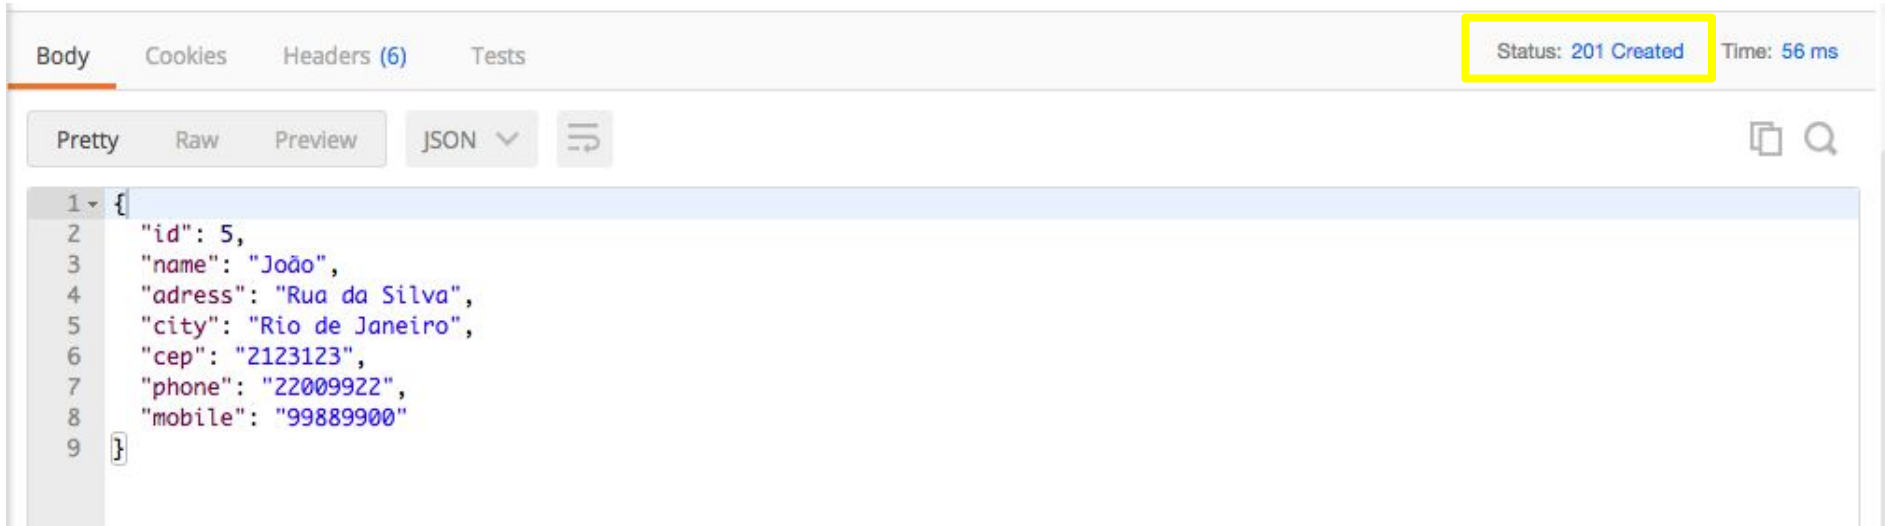 Body Cookies Headers (6) Tests Status: 201 Created Time: 56 ms
Pretty Raw Preview JSON
1 {
2 "id": 5,
3 "name": "João",
4 "adress": "Rua da Silva",
5 "city": "Rio de Janeiro",
6 "cep": "2123123",
7 "phone": "22009922",
8 "mobile": "99889900"
9 }